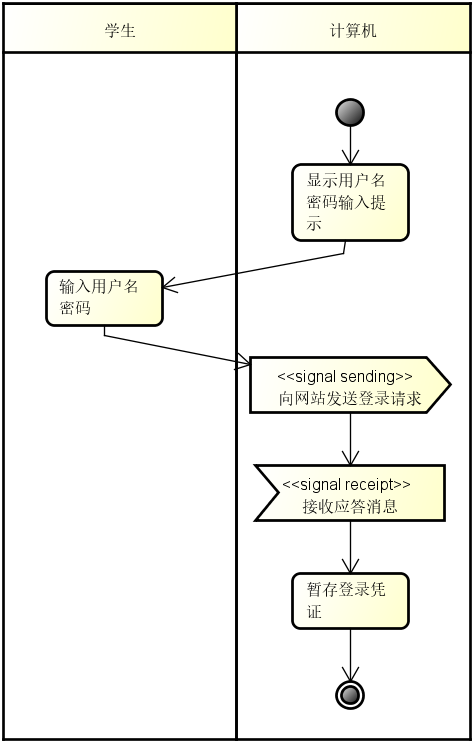 学生
计算机
显示用户名
密码输入提
示
输入用户名
密码
<<signal sending>>
向网站发送登录请求
<<signal receipt>>
接收应答消息
暂存登录凭
证